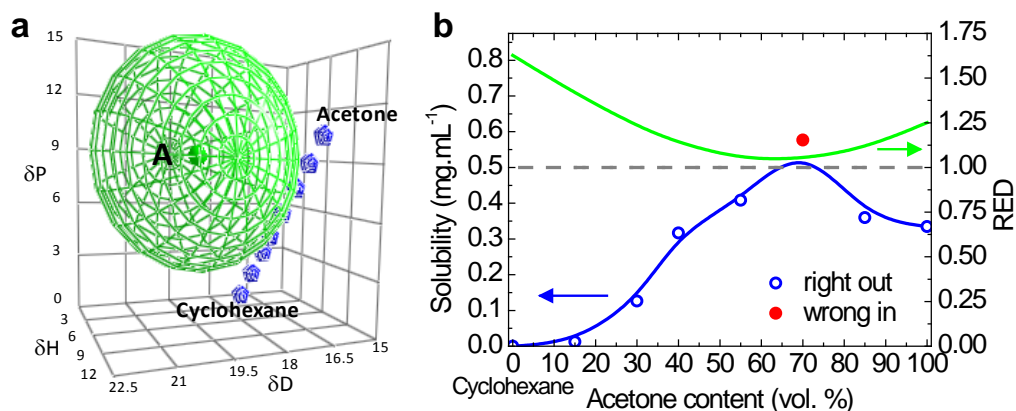 a
15
12
9
6
3
0
δP
A
Acetone
Cyclohexane
3
6
9
12
δH
22.5
21
19.5
18
16.5
15
δD
b
0.8
0.7
0.6
0.5
0.4
0.3
0.2
0.1
0.0
Solubility (mg.mL⁻¹)
1.75
1.50
1.25
1.00
0.75
0.50
0.25
0.00
RED
right out
wrong in
0 10 20 30 40 50 60 70 80 90 100
Cyclohexane
Acetone content (vol. %)